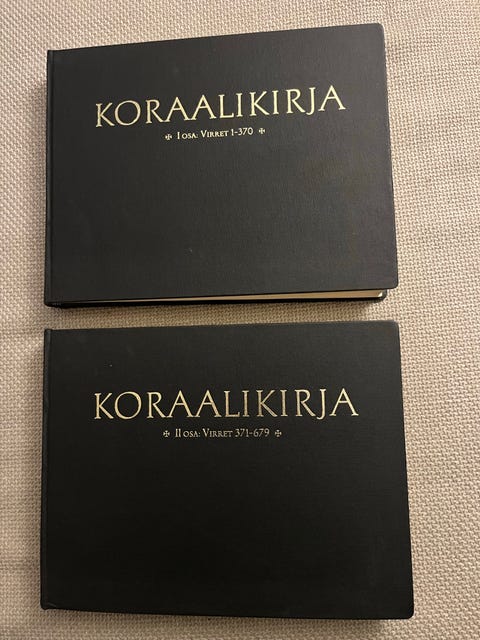 KORAALIKIRJA
✠ I OSA: VIRRET 1-370 ✠
KORAALIKIRJA
✠ II OSA: VIRRET 371-679 ✠